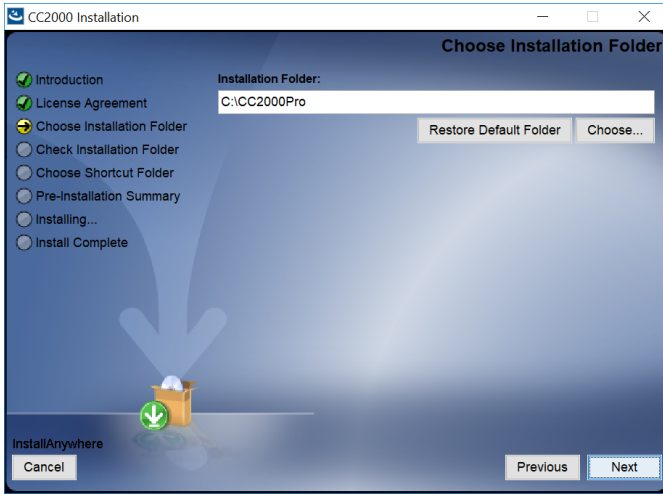 CC2000 Installation
Choose Installation Folder
Introduction
License Agreement
Choose Installation Folder
Check Installation Folder
Choose Shortcut Folder
Pre-Installation Summary
Installing...
Install Complete
Installation Folder:
C:\CC2000Pro
Restore Default Folder Choose...
InstallAnywhere
Cancel Previous Next